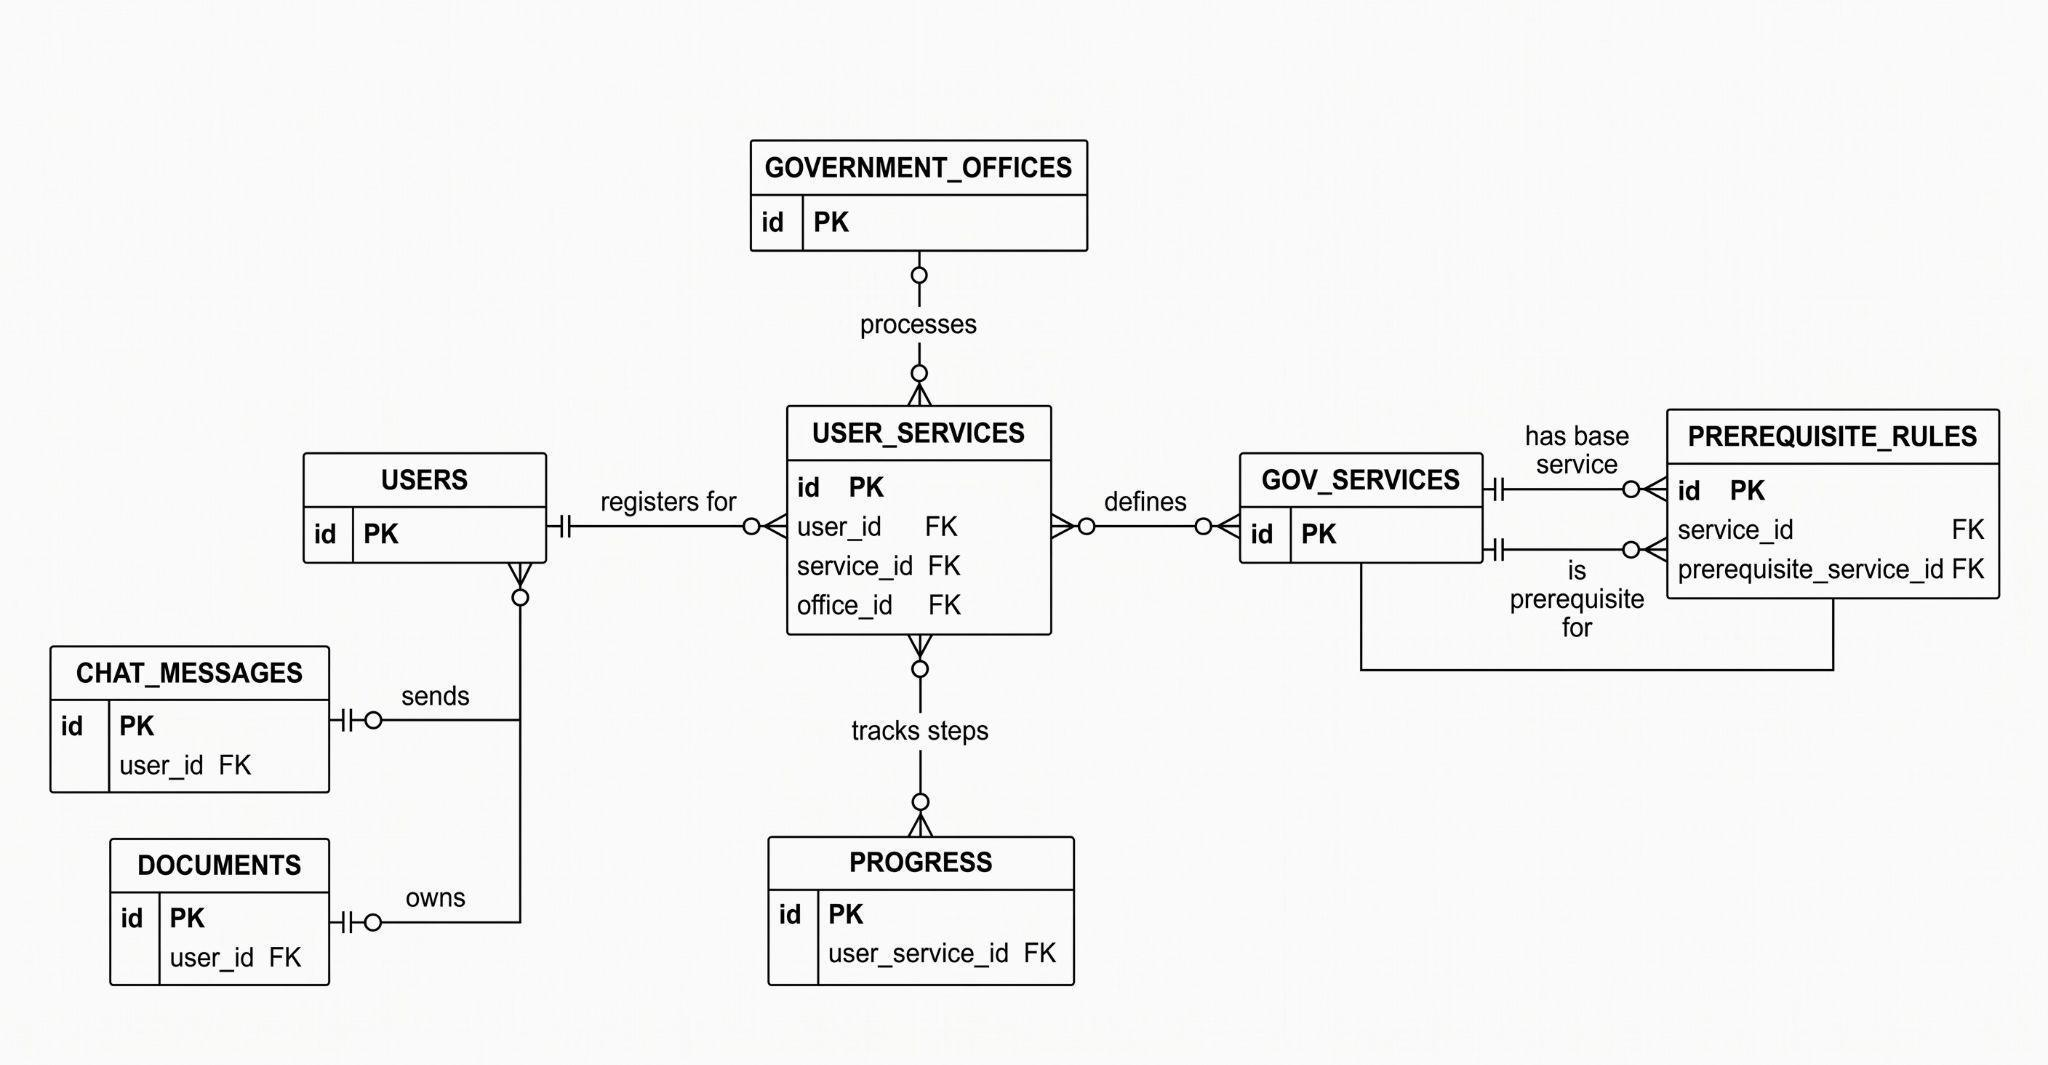 GOVERNMENT_OFFICES
id PK
processes
USER_SERVICES
id PK
user_id FK
service_id FK
office_id FK
USERS
id PK
registers for
defines
GOV_SERVICES
id PK
has base
service
is
prerequisite
for
PREREQUISITE_RULES
id PK
service_id FK
prerequisite_service_id FK
CHAT_MESSAGES
id PK
user_id FK
sends
DOCUMENTS
id PK
user_id FK
owns
tracks steps
PROGRESS
id PK
user_service_id FK